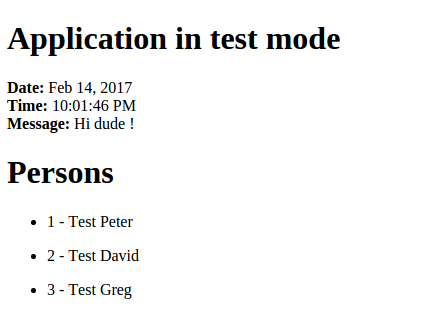 Application in test mode
Date: Feb 14, 2017
Time: 10:01:46 PM
Message: Hi dude !
Persons
1 - Test Peter
2 - Test David
3 - Test Greg